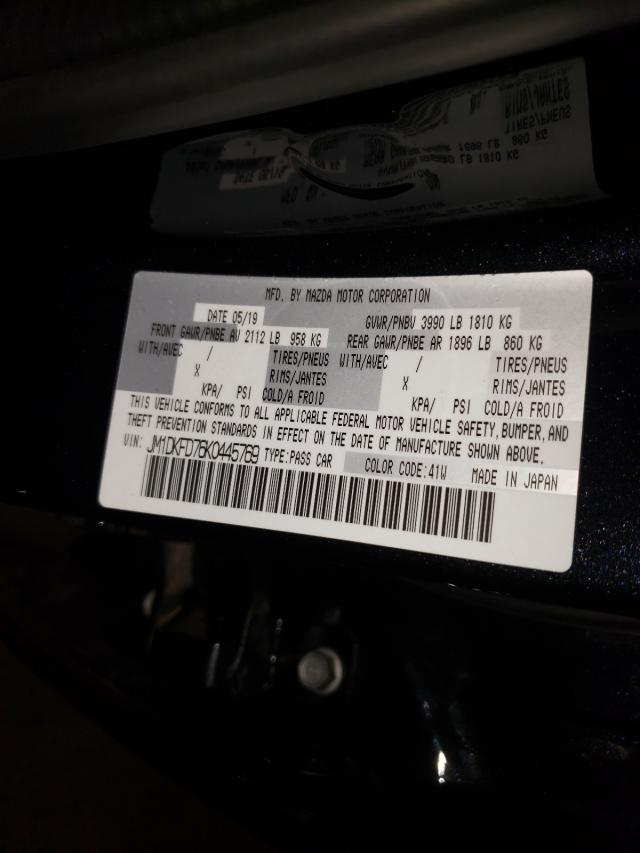 MFD. BY MAZDA MOTOR CORPORATION
DATE 05/19 GVWR/PNBV 3990 LB 1810 KG
FRONT GAWR/PNBE AV 2112 LB 958 KG REAR GAWR/PNBE AR 1896 LB 860 KG
WITH/AVEC / TIRES/PNEUS WITH/AVEC / TIRES/PNEUS
X RIMS/JANTES X RIMS/JANTES
KPA/ PSI COLD/A FROID KPA/ PSI COLD/A FROID
THIS VEHICLE CONFORMS TO ALL APPLICABLE FEDERAL MOTOR VEHICLE SAFETY, BUMPER, AND
THEFT PREVENTION STANDARDS IN EFFECT ON THE DATE OF MANUFACTURE SHOWN ABOVE.
VIN: JM1DKFD76K0445769 TYPE:PASS CAR COLOR CODE:41W MADE IN JAPAN